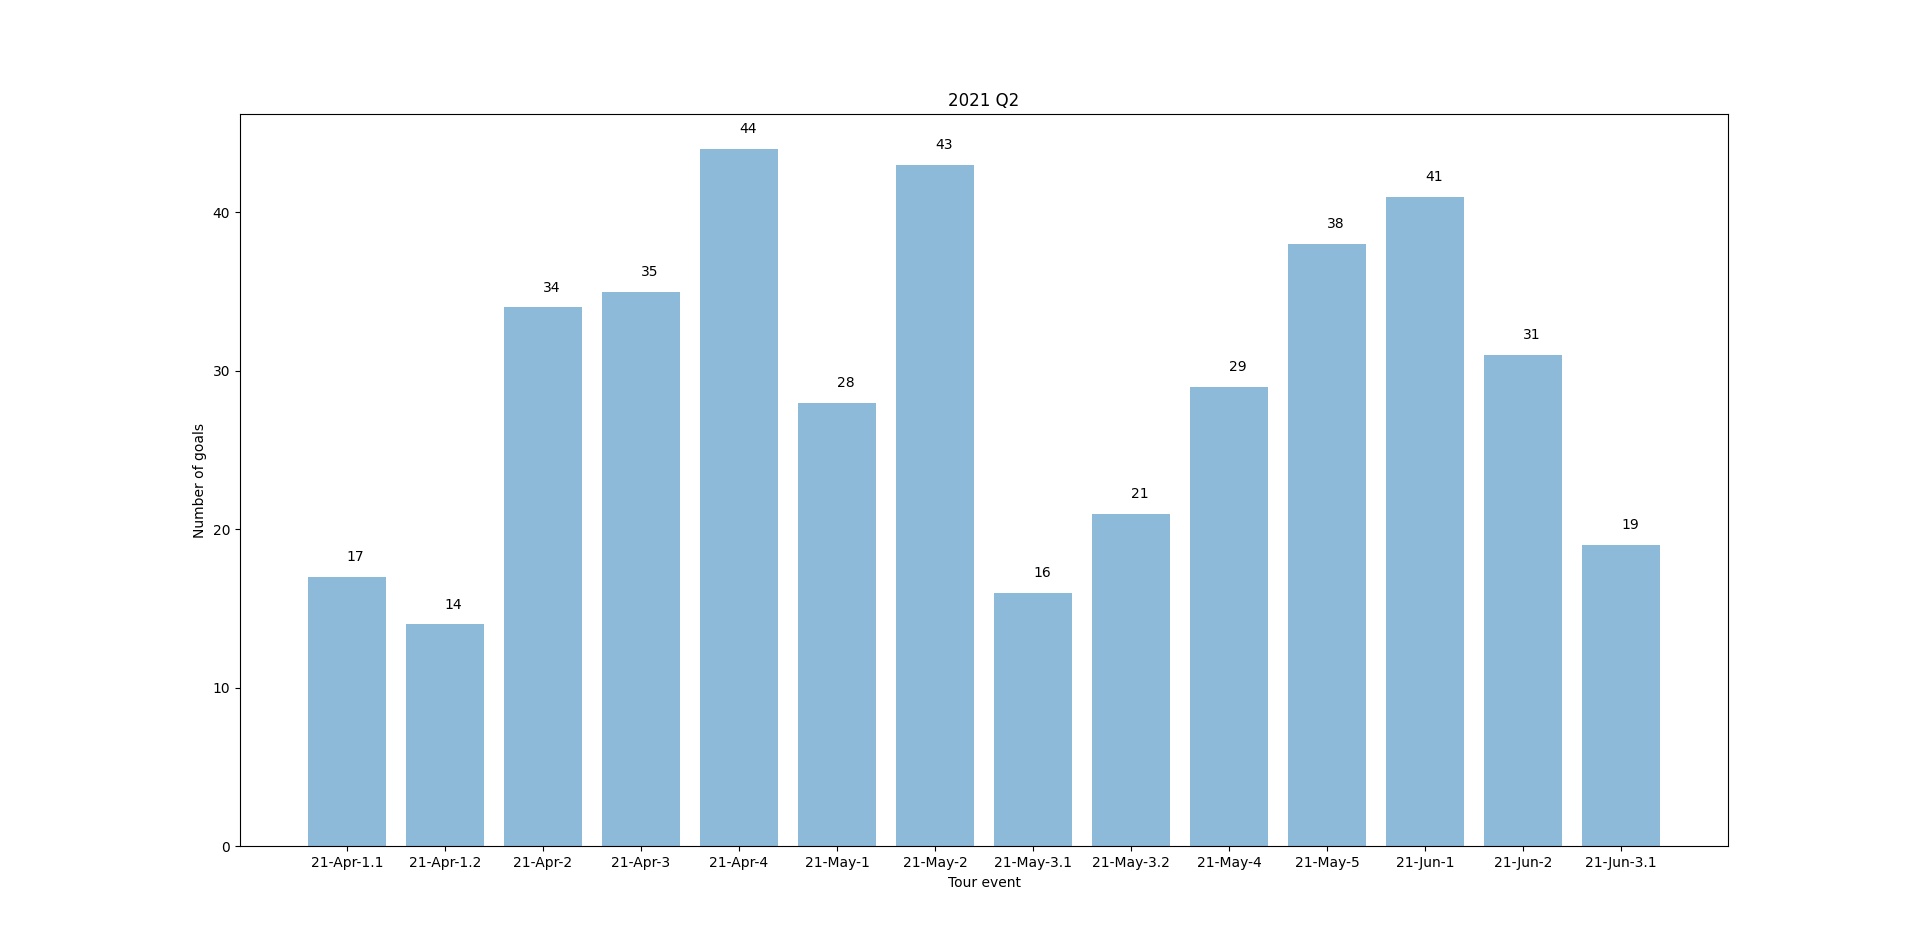 2021 Q2
Number of goals
40
30
20
10
0
17
14
34
35
44
28
43
16
21
29
38
41
31
19
21-Apr-1.1
21-Apr-1.2
21-Apr-2
21-Apr-3
21-Apr-4
21-May-1
21-May-2
21-May-3.1
21-May-3.2
21-May-4
21-May-5
21-Jun-1
21-Jun-2
21-Jun-3.1
Tour event